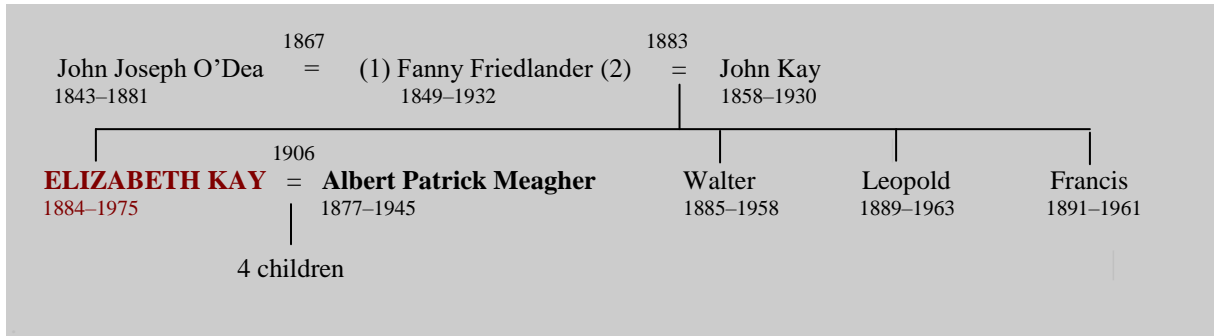 1867 1883
John Joseph O’Dea = (1) Fanny Friedlander (2) = John Kay
1843–1881 1849–1932 1858–1930
1906
ELIZABETH KAY = Albert Patrick Meagher Walter Leopold Francis
1884–1975 1877–1945 1885–1958 1889–1963 1891–1961
4 children